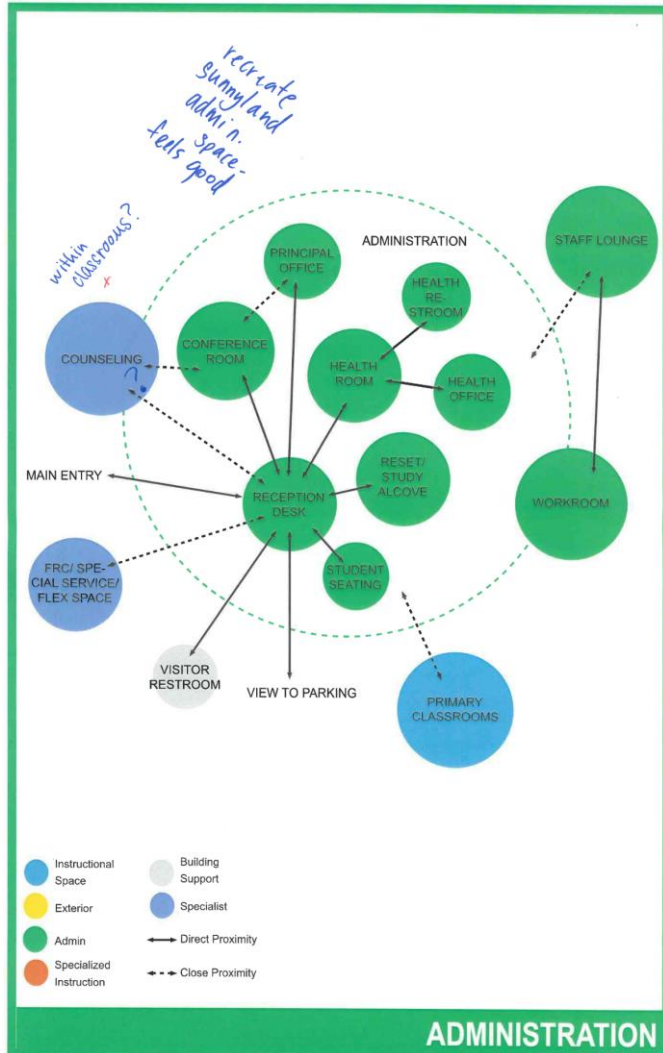 recreate
sunnyland
admin.
space-
feels good
within
classrooms?
x
ADMINISTRATION
STAFF LOUNGE
PRINCIPAL
OFFICE
HEALTH
RE-
STROOM
CONFERENCE
ROOM
COUNSELING
?
HEALTH
ROOM
HEALTH
OFFICE
MAIN ENTRY
RECEPTION
DESK
RESET/
STUDY
ALCOVE
WORKROOM
FRC/ SPE-
CIAL SERVICE/
FLEX SPACE
STUDENT
SEATING
VISITOR
RESTROOM
VIEW TO PARKING
PRIMARY
CLASSROOMS
Instructional
Space
Exterior
Admin
Specialized
Instruction
Building
Support
Specialist
Direct Proximity
Close Proximity
ADMINISTRATION